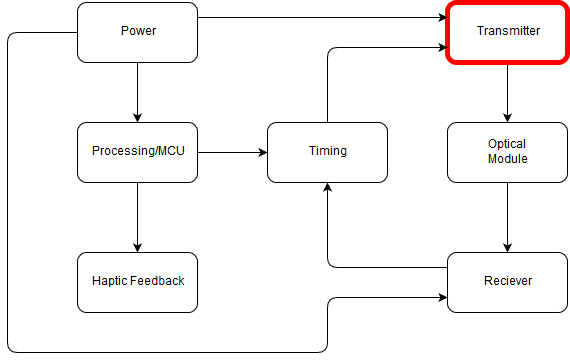 Power
Transmitter
Processing/MCU
Timing
Optical
Module
Haptic Feedback
Reciever